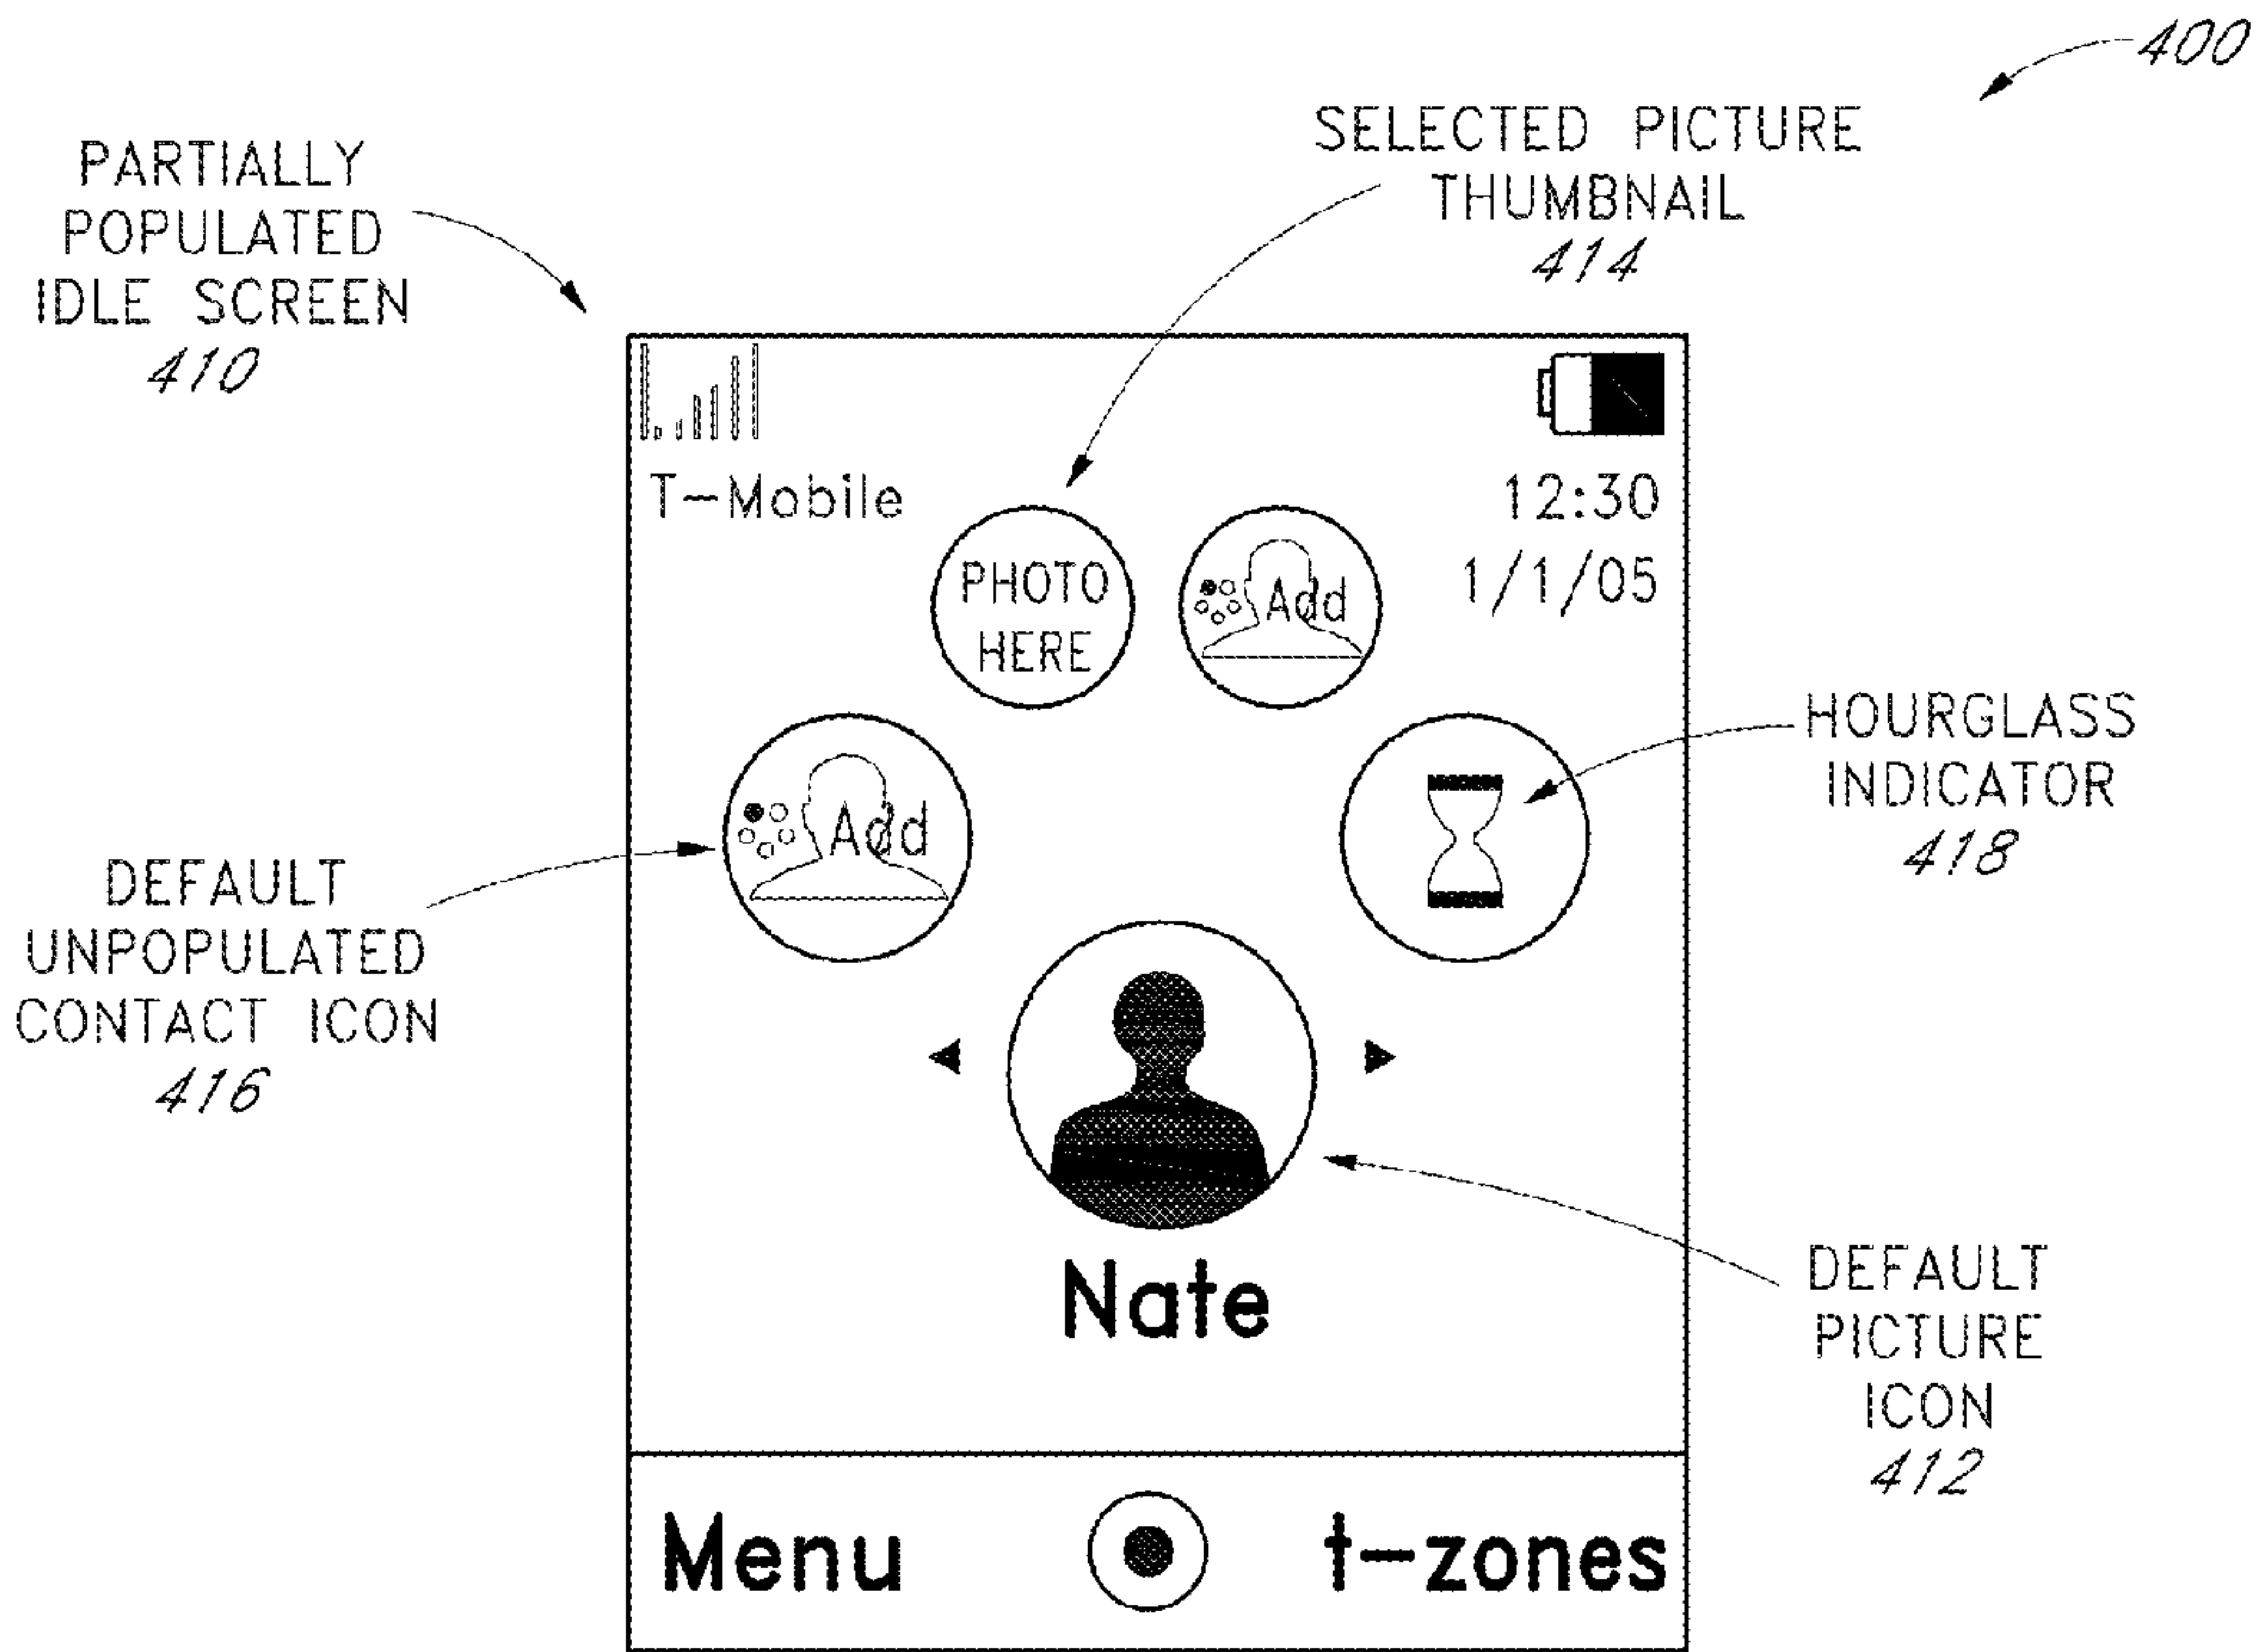 400
SELECTED PICTURE
THUMBNAIL
414
PARTIALLY
POPULATED
IDLE SCREEN
410
T-Mobile
12:30
1/1/05
PHOTO
HERE
Add
Add
HOURGLASS
INDICATOR
418
DEFAULT
UNPOPULATED
CONTACT ICON
416
Nate
DEFAULT
PICTURE
ICON
412
Menu
t-zones